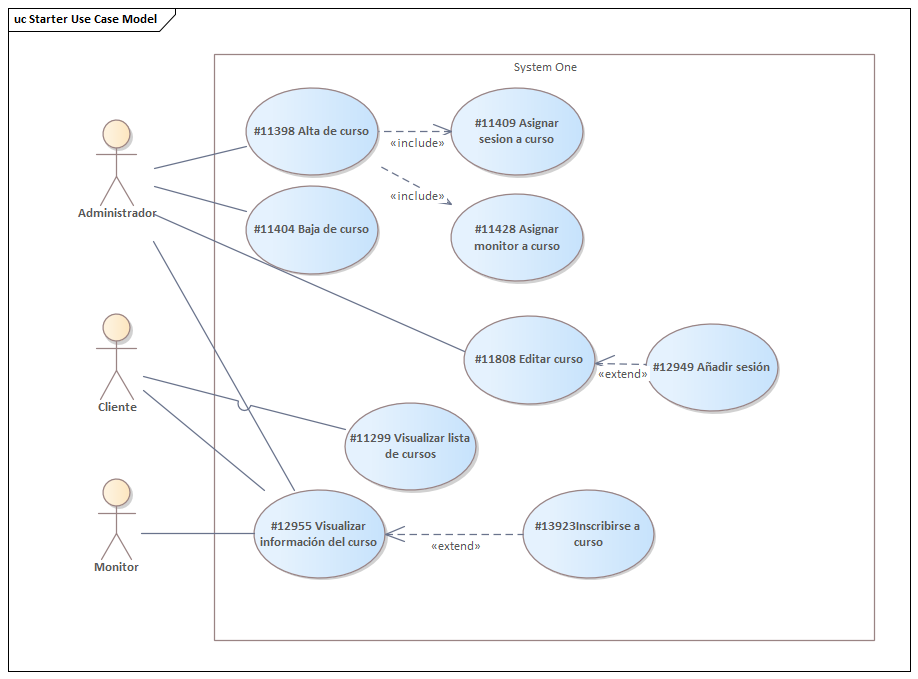 uc Starter Use Case Model
System One
#11398 Alta de curso
«include»
#11409 Asignar
sesion a curso
«include»
#11404 Baja de curso
#11428 Asignar
monitor a curso
Administrador
#11808 Editar curso
«extend»
#12949 Añadir sesión
Cliente
#11299 Visualizar lista
de cursos
#12955 Visualizar
información del curso
«extend»
#13923Inscribirse a
curso
Monitor